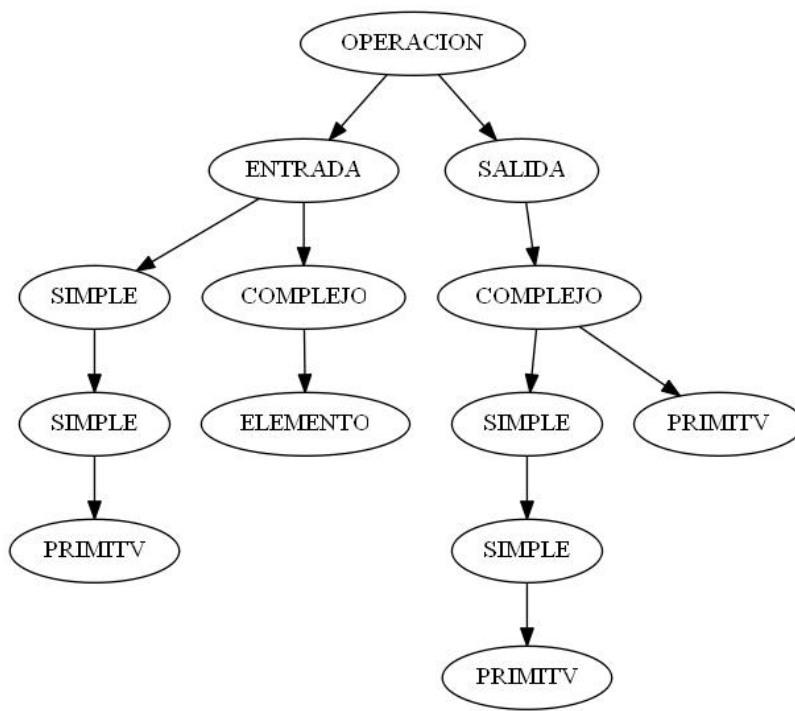 OPERACION
ENTRADA
SALIDA
SIMPLE
COMPLEJO
COMPLEJO
SIMPLE
ELEMENTO
SIMPLE
PRIMITV
PRIMITV
SIMPLE
PRIMITV